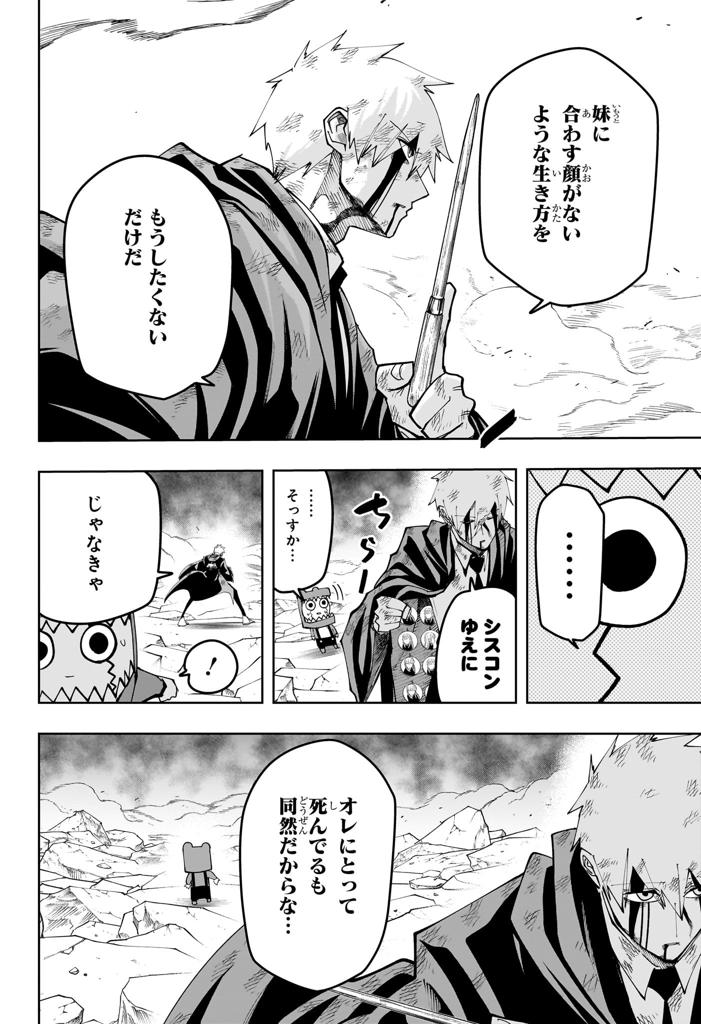 妹に
合わす顔がない
ような生き方を
もうしたくない
だけだ
……
シスコン
ゆえに
ちらー
……
そっすか…
！
じゃなきゃ
オレにとって
死んでるも
同然だからな…